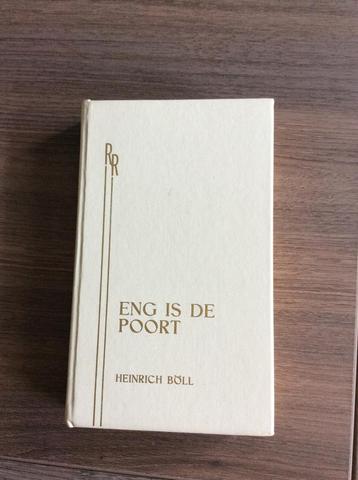 RR
ENG IS DE
POORT
HEINRICH BÖLL